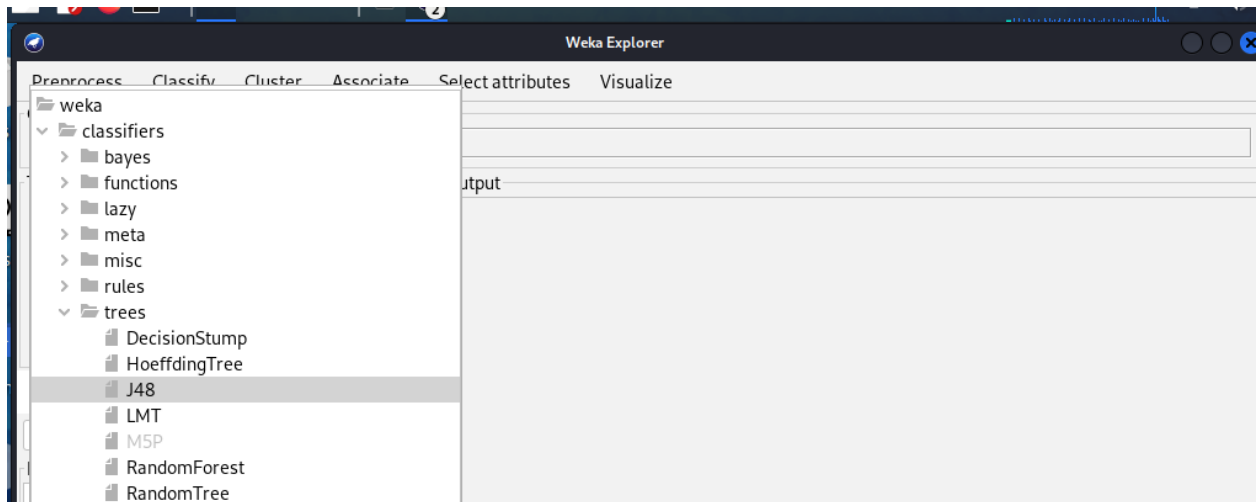 2
Weka Explorer
Preprocess Classify Cluster Associate Select attributes Visualize
weka
classifiers
bayes
functions
utput
lazy
meta
misc
rules
trees
DecisionStump
HoeffdingTree
J48
LMT
M5P
RandomForest
RandomTree